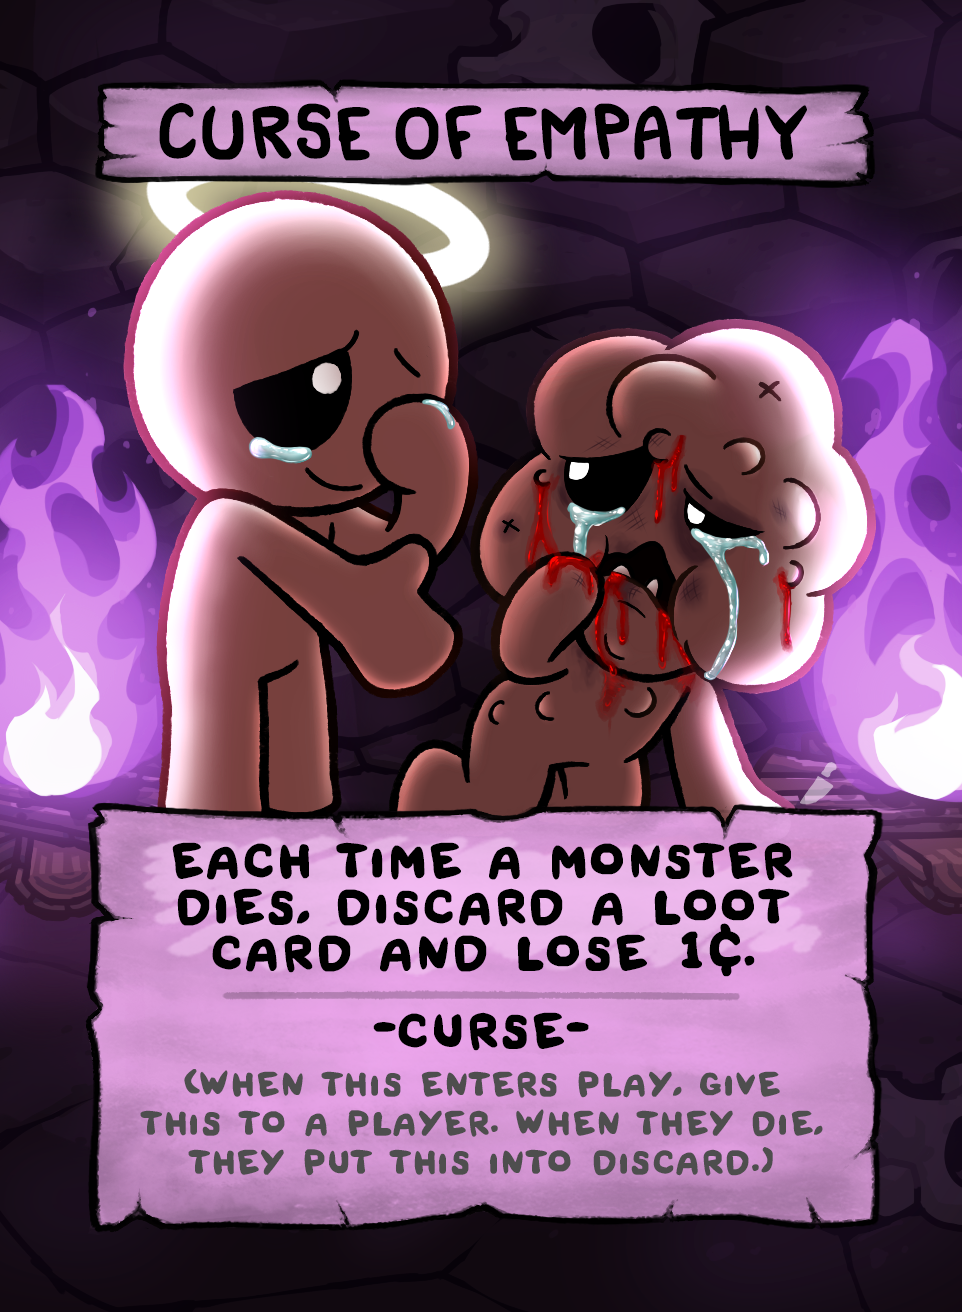 CURSE OF EMPATHY
EACH TIME A MONSTER
DIES, DISCARD A LOOT
CARD AND LOSE 1¢.
-CURSE-
(WHEN THIS ENTERS PLAY, GIVE
THIS TO A PLAYER. WHEN THEY DIE,
THEY PUT THIS INTO DISCARD.)